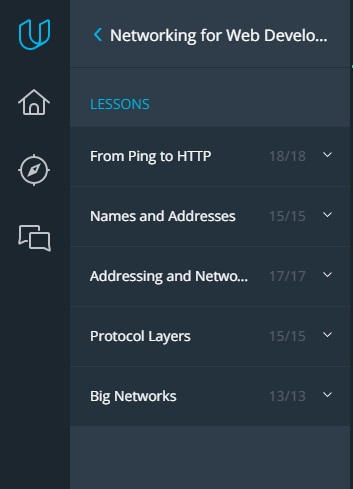 Networking for Web Develo...
LESSONS
From Ping to HTTP 18/18
Names and Addresses 15/15
Addressing and Netwo... 17/17
Protocol Layers 15/15
Big Networks 13/13